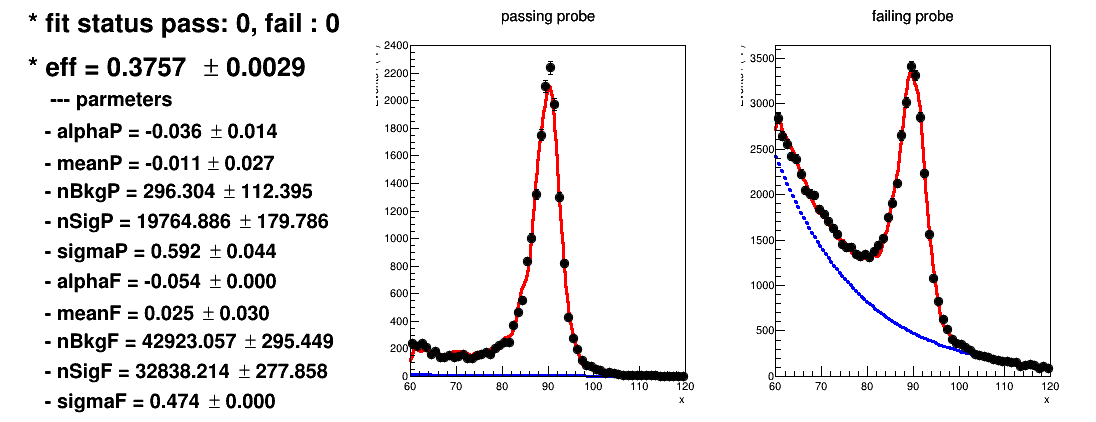 * fit status pass: 0, fail : 0
* eff = 0.3757 ± 0.0029
--- parmeters
- alphaP = -0.036 ± 0.014
- meanP = -0.011 ± 0.027
- nBkgP = 296.304 ± 112.395
- nSigP = 19764.886 ± 179.786
- sigmaP = 0.592 ± 0.044
- alphaF = -0.054 ± 0.000
- meanF = 0.025 ± 0.030
- nBkgF = 42923.057 ± 295.449
- nSigF = 32838.214 ± 277.858
- sigmaF = 0.474 ± 0.000
passing probe
2400
2200
2000
1800
1600
1400
1200
1000
800
600
400
200
0
60 70 80 90 100 110 120
x
failing probe
3500
3000
2500
2000
1500
1000
500
0
60 70 80 90 100 110 120
x